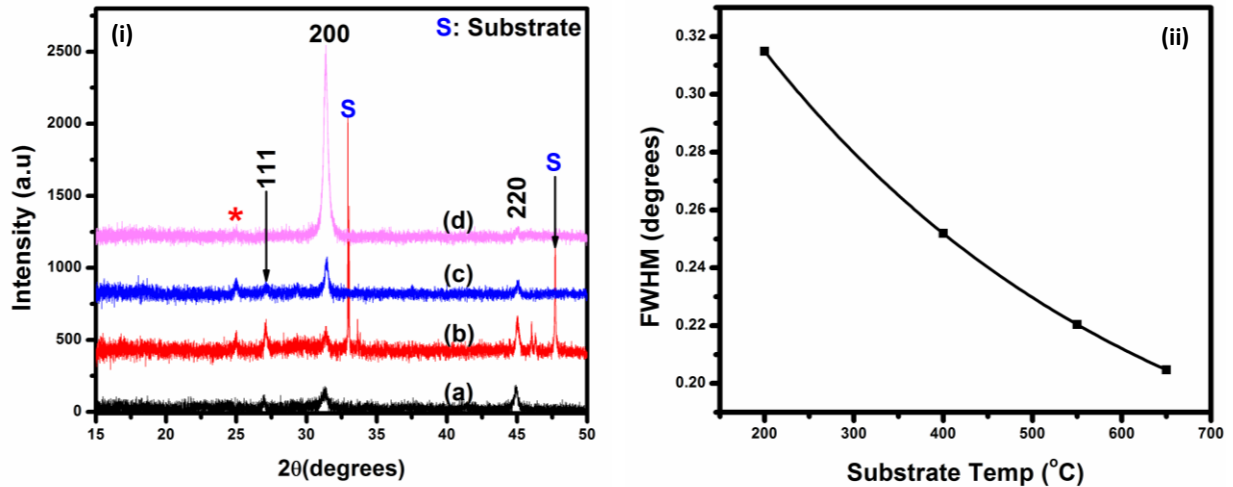 (i)
200
S: Substrate
S
S
111
220
*
(d)
(c)
(b)
(a)
2500
2000
1500
1000
500
0
15 20 25 30 35 40 45 50
2θ(degrees)
Intensity (a.u)
(ii)
0.32
0.28
0.26
0.24
0.22
0.20
200 300 400 500 600 700
Substrate Temp (°C)
FWHM (degrees)